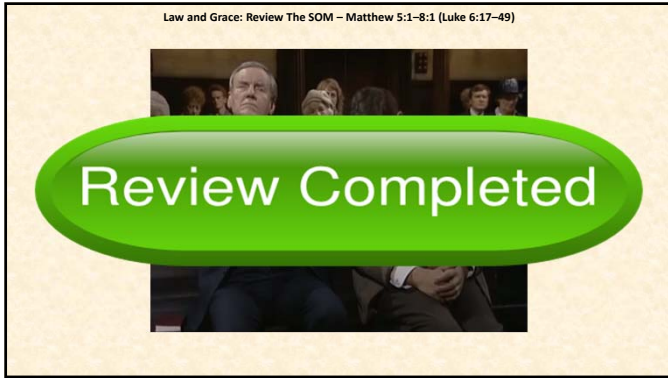 Law and Grace: Review The SOM – Matthew 5:1–8:1 (Luke 6:17–49)
Review Completed